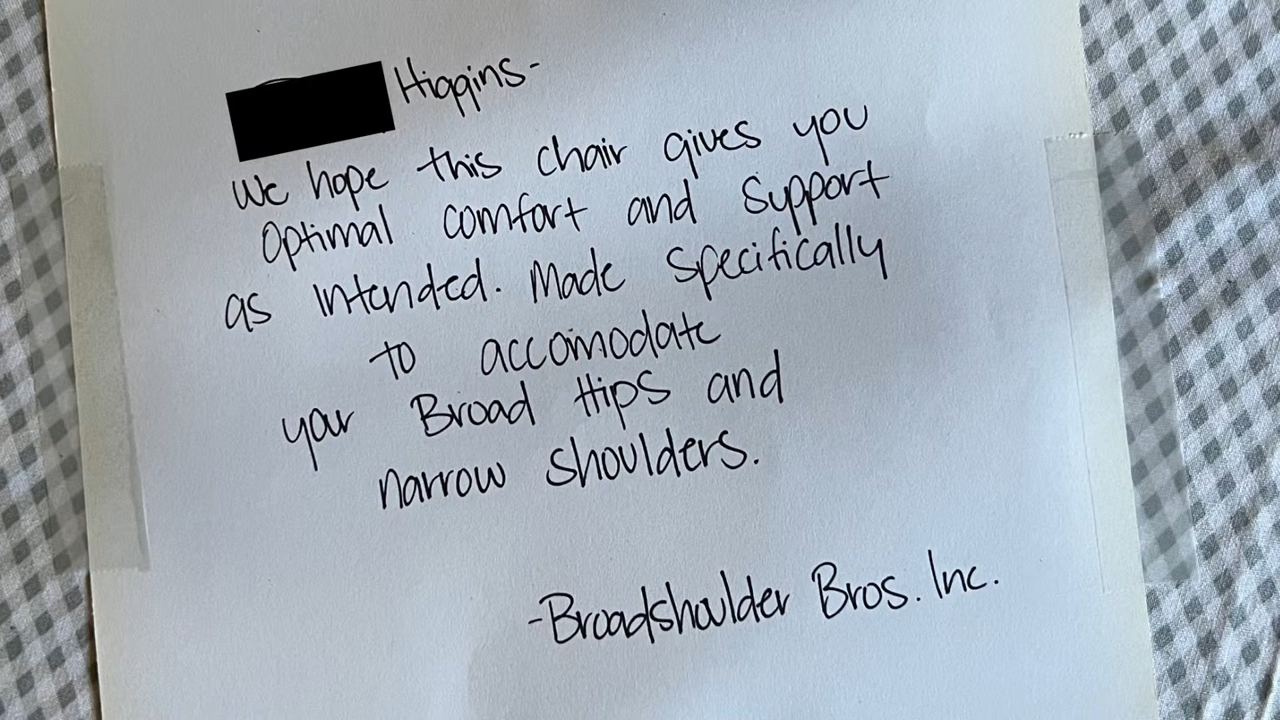 Higgins-
We hope this chair gives you
Optimal comfort and Support
as intended. Made Specifically
to accomodate
your Broad Hips and
narrow shoulders.
-Broadshoulder Bros. Inc.